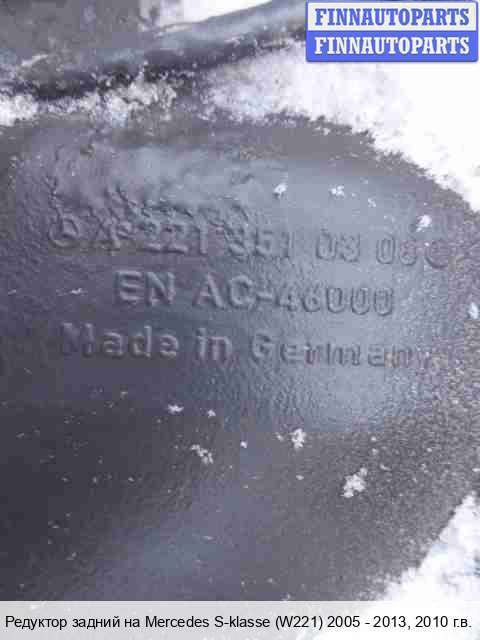 FINNAUTOPARTS
FINNAUTOPARTS
221 351 03 08
EN AC-46000
Made in Germany
Редуктор задний на Mercedes S-klasse (W221) 2005 - 2013, 2010 г.в.